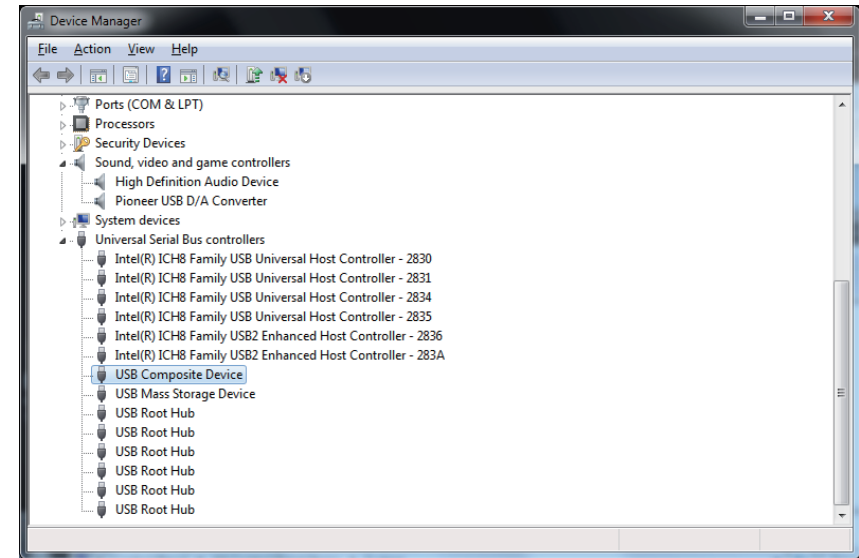 Device Manager
File Action View Help
Ports (COM & LPT)
Processors
Security Devices
Sound, video and game controllers
High Definition Audio Device
Pioneer USB D/A Converter
System devices
Universal Serial Bus controllers
Intel(R) ICH8 Family USB Universal Host Controller - 2830
Intel(R) ICH8 Family USB Universal Host Controller - 2831
Intel(R) ICH8 Family USB Universal Host Controller - 2834
Intel(R) ICH8 Family USB Universal Host Controller - 2835
Intel(R) ICH8 Family USB2 Enhanced Host Controller - 2836
Intel(R) ICH8 Family USB2 Enhanced Host Controller - 283A
USB Composite Device
USB Mass Storage Device
USB Root Hub
USB Root Hub
USB Root Hub
USB Root Hub
USB Root Hub
USB Root Hub